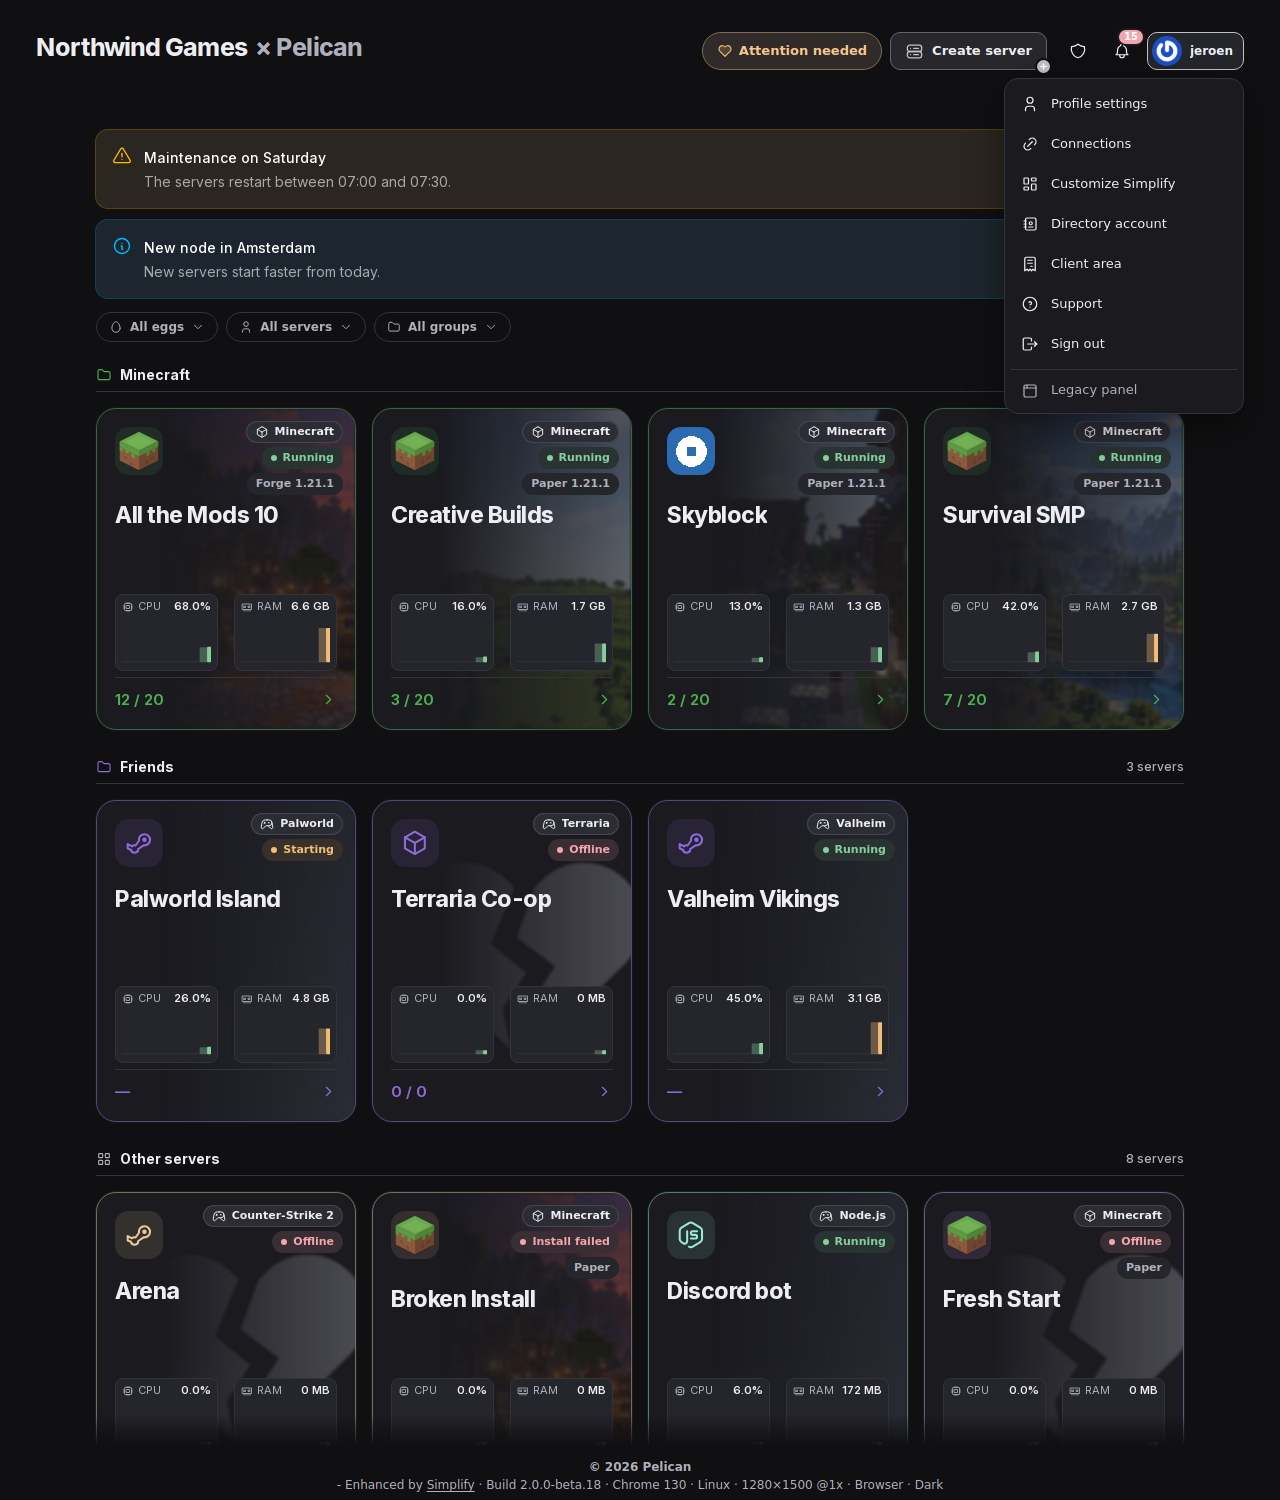 Northwind Games × Pelican
Attention needed
Create server
15
jeroen
Profile settings
Connections
Customize Simplify
Directory account
Client area
Support
Sign out
Legacy panel
Maintenance on Saturday
The servers restart between 07:00 and 07:30.
New node in Amsterdam
New servers start faster from today.
All eggs
All servers
All groups
Minecraft
Minecraft
Running
Forge 1.21.1
All the Mods 10
CPU 68.0%
RAM 6.6 GB
12 / 20
Minecraft
Running
Paper 1.21.1
Creative Builds
CPU 16.0%
RAM 1.7 GB
3 / 20
Minecraft
Running
Paper 1.21.1
Skyblock
CPU 13.0%
RAM 1.3 GB
2 / 20
Minecraft
Running
Paper 1.21.1
Survival SMP
CPU 42.0%
RAM 2.7 GB
7 / 20
Friends
3 servers
Palworld
Starting
Palworld Island
CPU 26.0%
RAM 4.8 GB
—
Terraria
Offline
Terraria Co-op
CPU 0.0%
RAM 0 MB
0 / 0
Valheim
Running
Valheim Vikings
CPU 45.0%
RAM 3.1 GB
—
Other servers
8 servers
Counter-Strike 2
Offline
Arena
CPU 0.0%
RAM 0 MB
Minecraft
Install failed
Paper
Broken Install
CPU 0.0%
RAM 0 MB
JS
Node.js
Running
Discord bot
CPU 6.0%
RAM 172 MB
Minecraft
Offline
Paper
Fresh Start
CPU 0.0%
RAM 0 MB
© 2026 Pelican
- Enhanced by Simplify · Build 2.0.0-beta.18 · Chrome 130 · Linux · 1280×1500 @1x · Browser · Dark